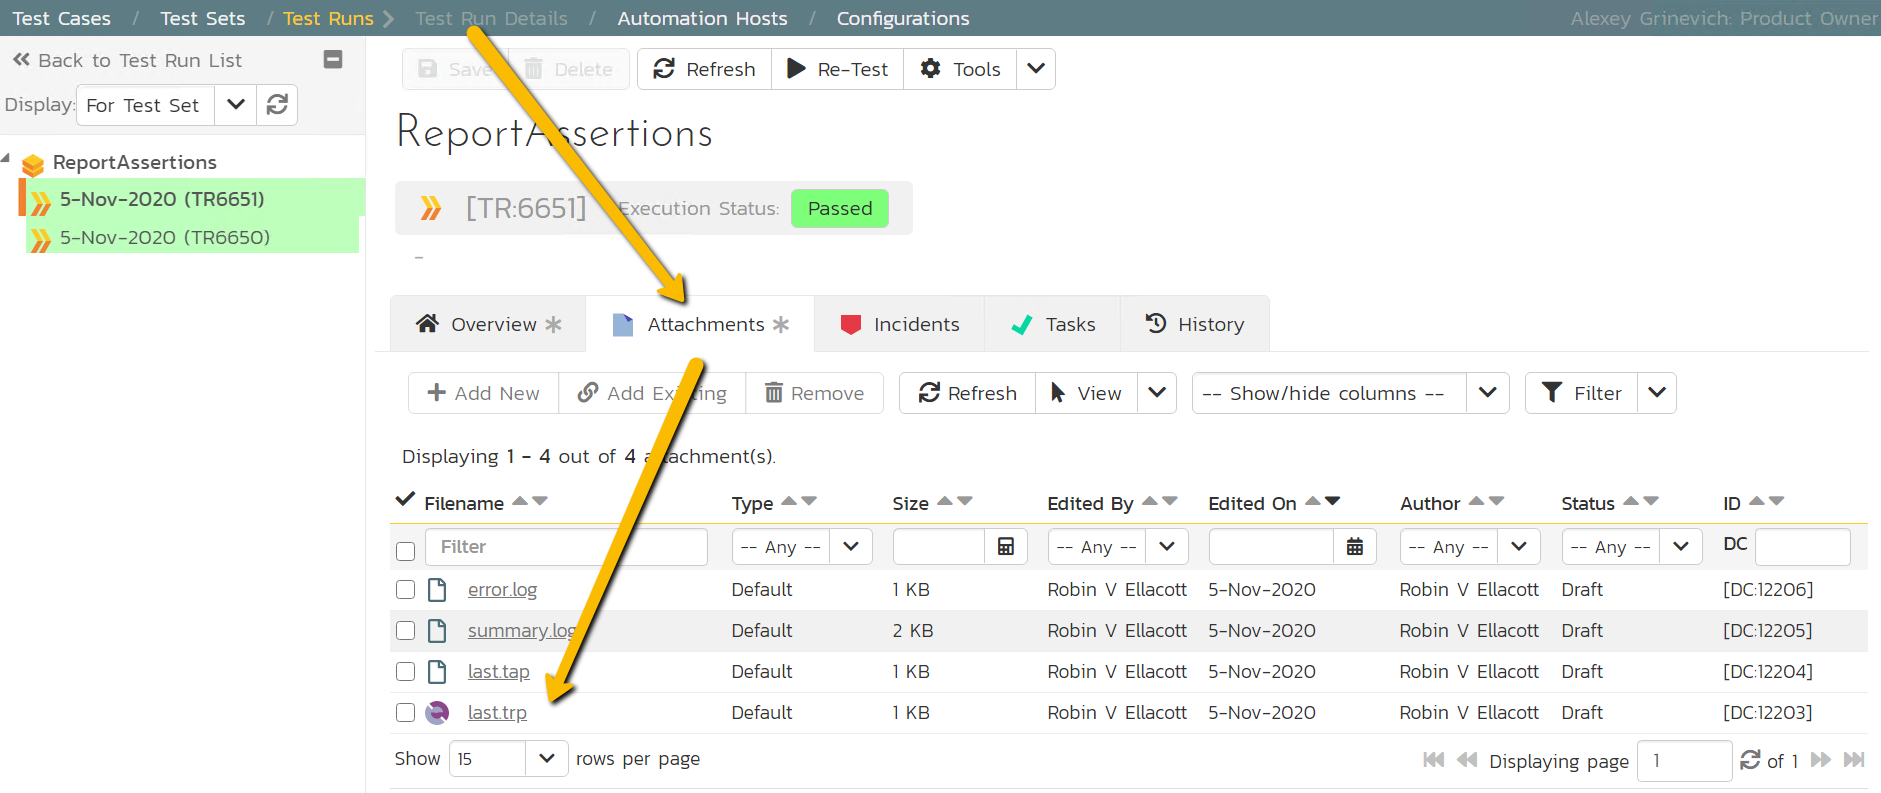 Test Cases / Test Sets / Test Runs Test Run Details / Automation Hosts / Configurations Alexey Grinevich: Product Owner
Back to Test Run List
Display: For Test Set
ReportAssertions
5-Nov-2020 (TR6651)
5-Nov-2020 (TR6650)
Save Delete Refresh Re-Test Tools
ReportAssertions
[TR:6651] Execution Status: Passed
-
Overview Attachments Incidents Tasks History
Add New Add Existing Remove Refresh View -- Show/hide columns -- Filter
Displaying 1 - 4 out of 4 attachment(s).
Filename Type Size Edited By Edited On Author Status ID
Filter -- Any -- -- Any -- -- Any -- -- Any -- DC
error.log Default 1 KB Robin V Ellacott 5-Nov-2020 Robin V Ellacott Draft [DC:12206]
summary.log Default 2 KB Robin V Ellacott 5-Nov-2020 Robin V Ellacott Draft [DC:12205]
last.tap Default 1 KB Robin V Ellacott 5-Nov-2020 Robin V Ellacott Draft [DC:12204]
last.trp Default 1 KB Robin V Ellacott 5-Nov-2020 Robin V Ellacott Draft [DC:12203]
Show 15 rows per page Displaying page 1 of 1